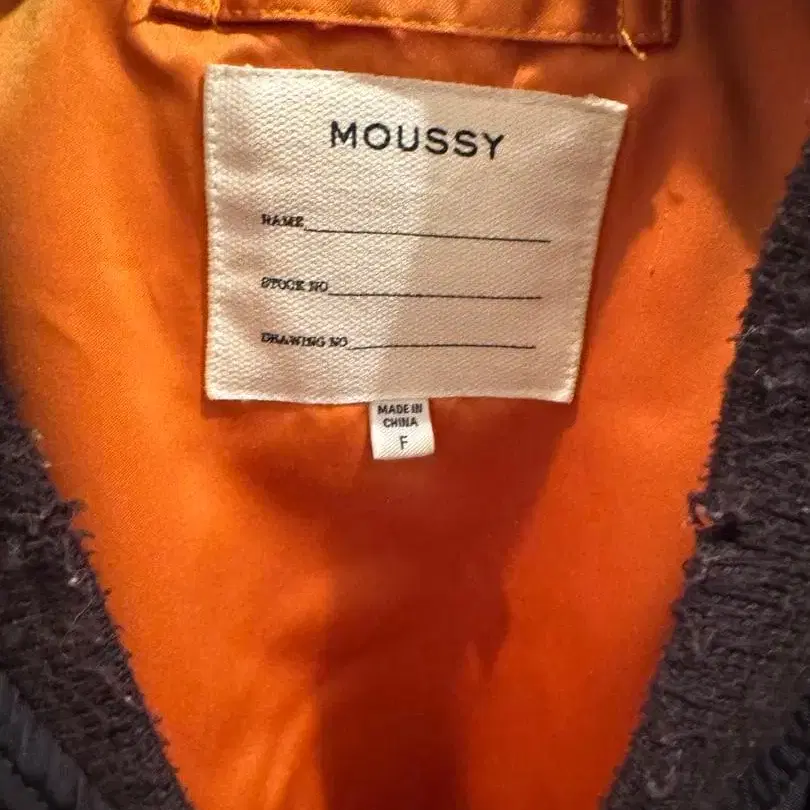 MOUSSY
NAME
STOCK NO
DRAWING NO
MADE IN
CHINA
F